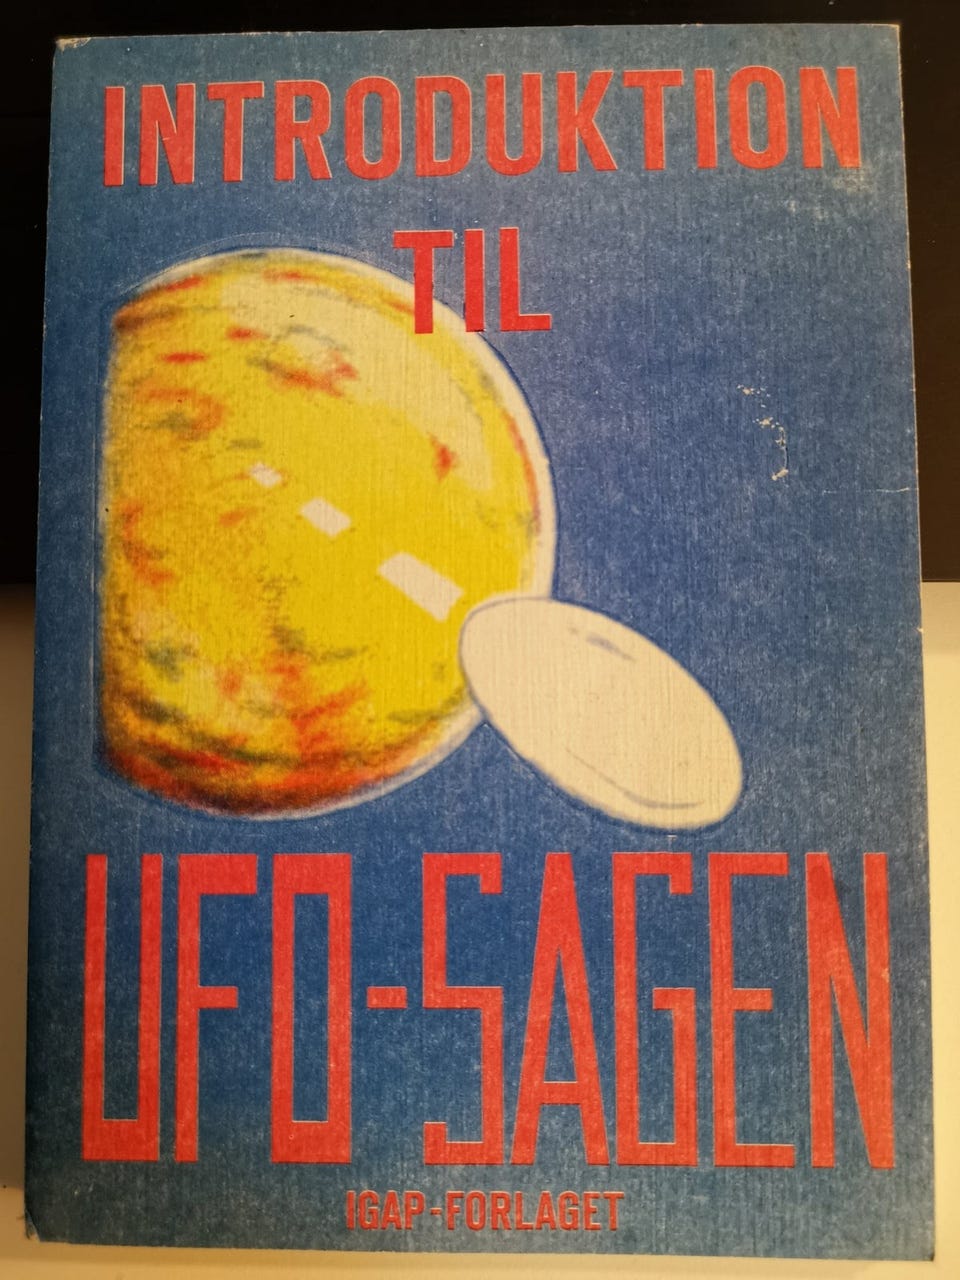 INTRODUKTION
TIL
UFO-SAGEN
IGAP-FORLAGET